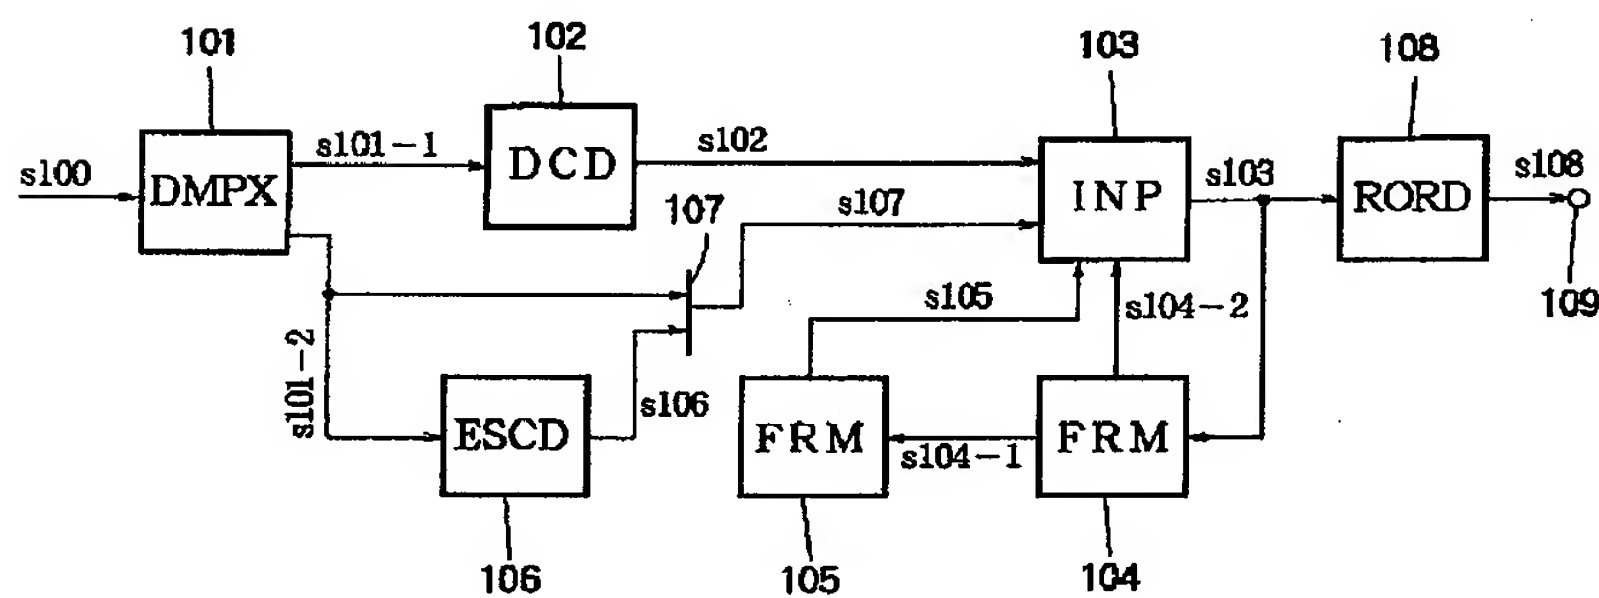 101
102
103
108
s100
DMPX
s101-1
DCD
s102
INP
s103
RORD
s108
107
s107
109
s101-2
ESCD
s106
s105
s104-2
FRM
s104-1
FRM
106
105
104